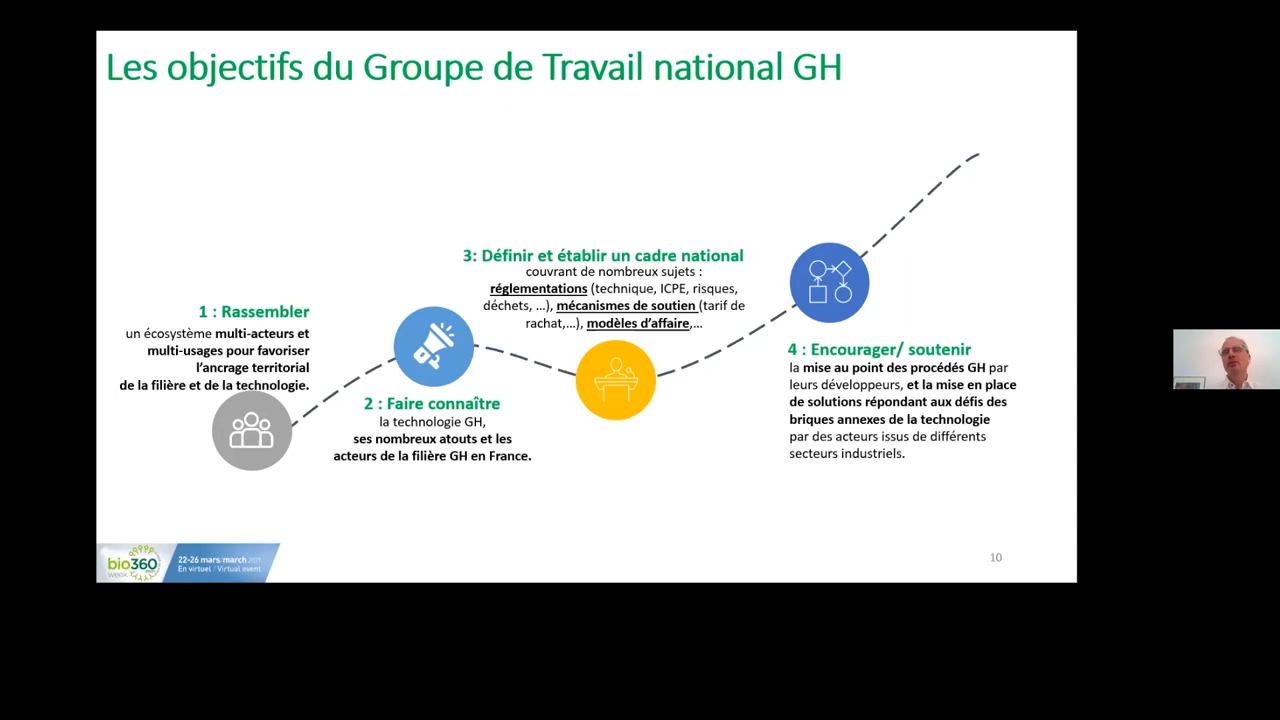 Les objectifs du Groupe de Travail national GH
1 : Rassembler
un écosystème multi-acteurs et
multi-usages pour favoriser
l'ancrage territorial
de la filière et de la technologie.
2 : Faire connaître
la technologie GH,
ses nombreux atouts et les
acteurs de la filière GH en France.
3: Définir et établir un cadre national
couvrant de nombreux sujets :
réglementations (technique, ICPE, risques,
déchets, …), mécanismes de soutien (tarif de
rachat,…), modèles d'affaire,…
4 : Encourager/ soutenir
la mise au point des procédés GH par
leurs développeurs, et la mise en place
de solutions répondant aux défis des
briques annexes de la technologie
par des acteurs issus de différents
secteurs industriels.
bio360
week
22-26 mars/march 2021
En virtuel / Virtual event
10